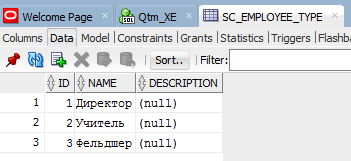 Welcome Page Qtm_XE SC_EMPLOYEE_TYPE
Columns Data Model Constraints Grants Statistics Triggers
Sort.. Filter:
ID NAME DESCRIPTION
1 1 Директор (null)
2 2 Учитель (null)
3 3 Фельдшер (null)